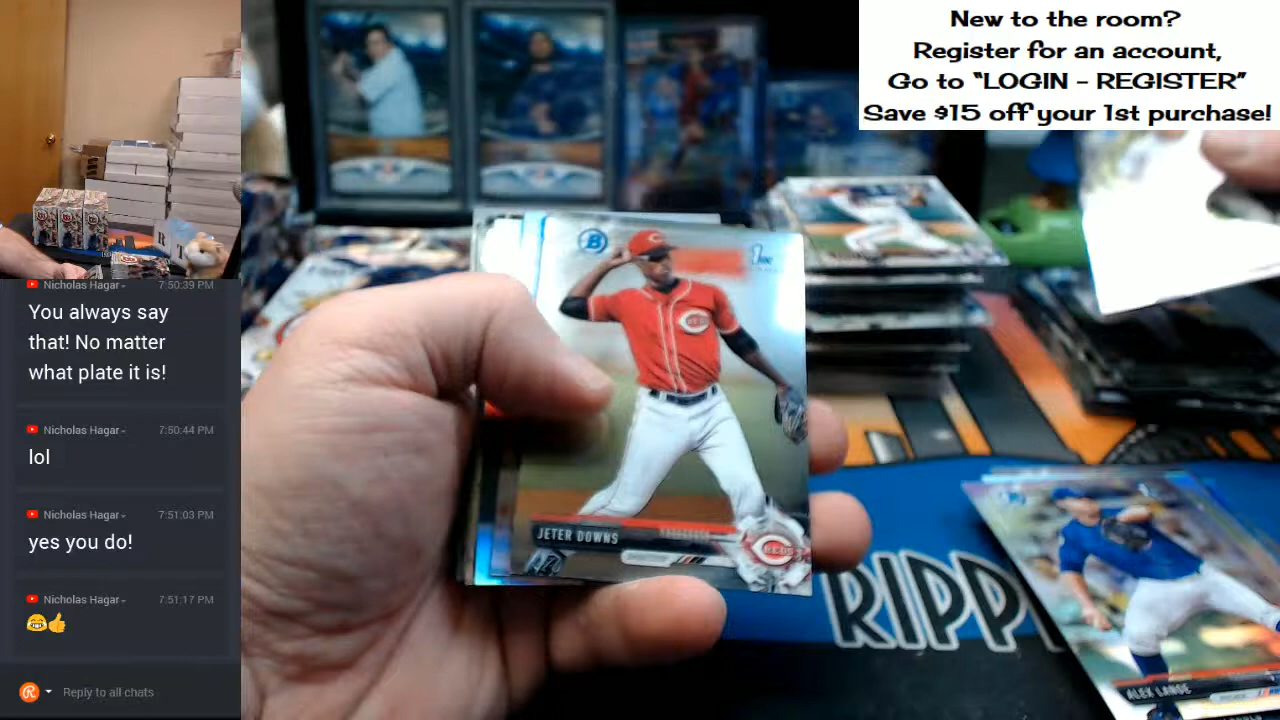 New to the room?
Register for an account,
Go to “LOGIN - REGISTER”
Save $15 off your 1st purchase!
Nicholas Hagar
7:50:39 PM
You always say
that! No matter
what plate it is!
Nicholas Hagar
7:50:44 PM
lol
Nicholas Hagar
7:51:03 PM
yes you do!
Nicholas Hagar
7:51:17 PM
😂👍
Reply to all chats
B
1st
REDS
JETER DOWNS
REDS
RIPP
ALEX LANGE